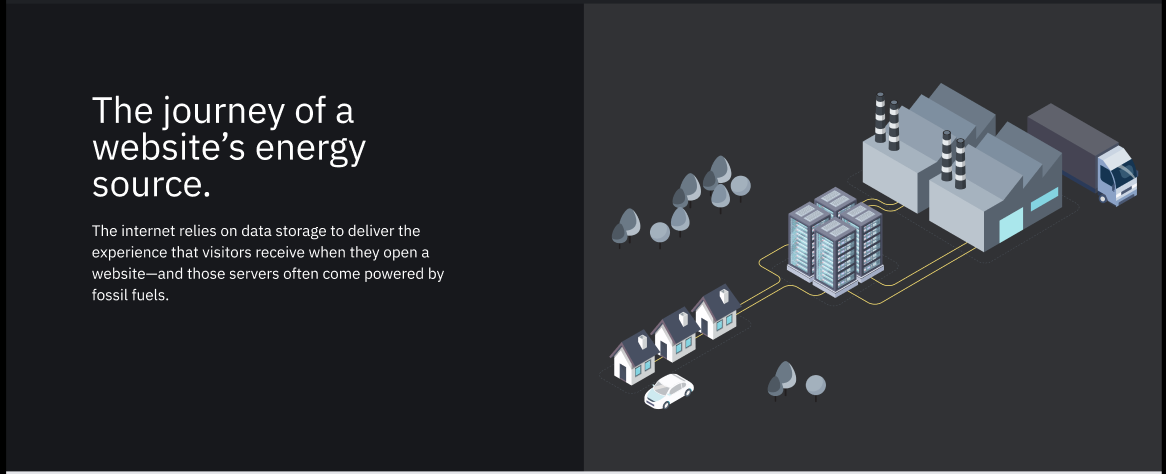 The journey of a
website’s energy
source.
The internet relies on data storage to deliver the
experience that visitors receive when they open a
website—and those servers often come powered by
fossil fuels.